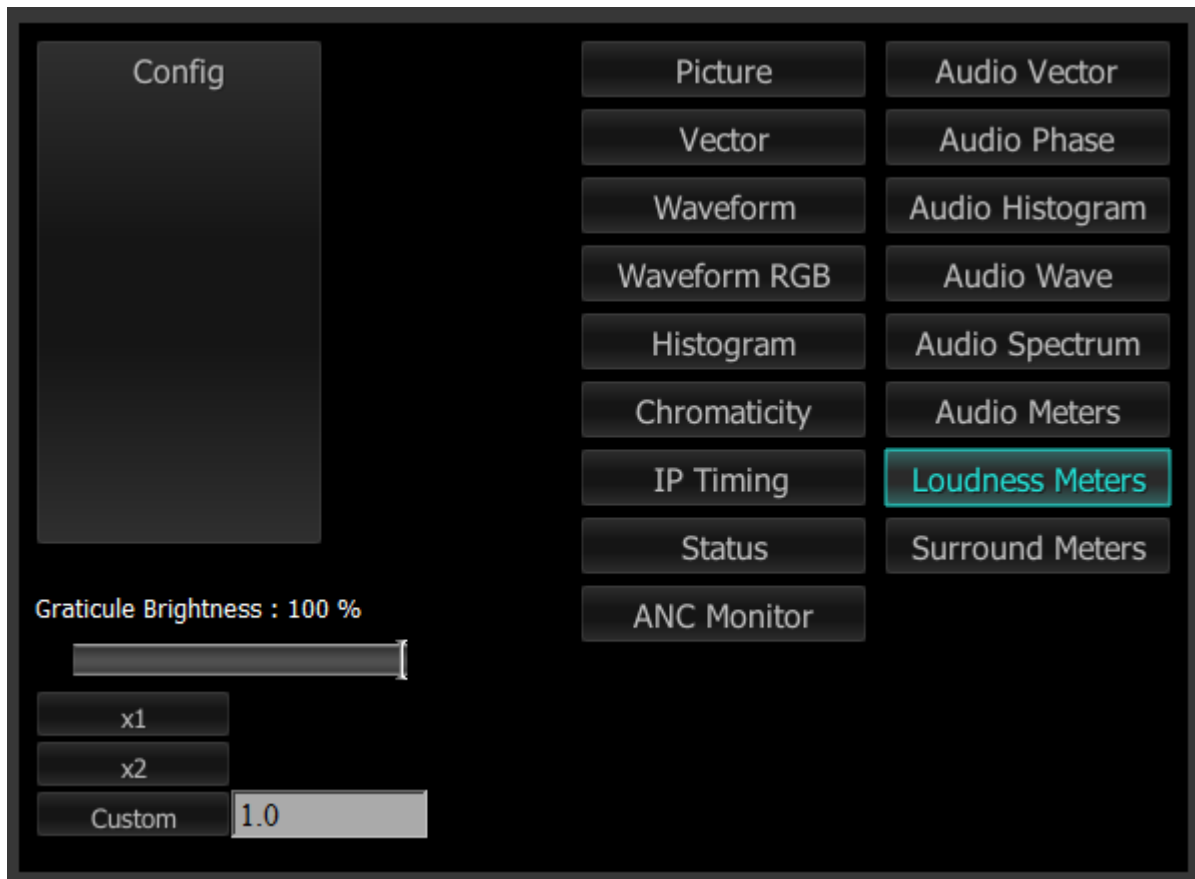 Config
Graticule Brightness : 100 %
x1
x2
Custom 1.0
Picture
Vector
Waveform
Waveform RGB
Histogram
Chromaticity
IP Timing
Status
ANC Monitor
Audio Vector
Audio Phase
Audio Histogram
Audio Wave
Audio Spectrum
Audio Meters
Loudness Meters
Surround Meters